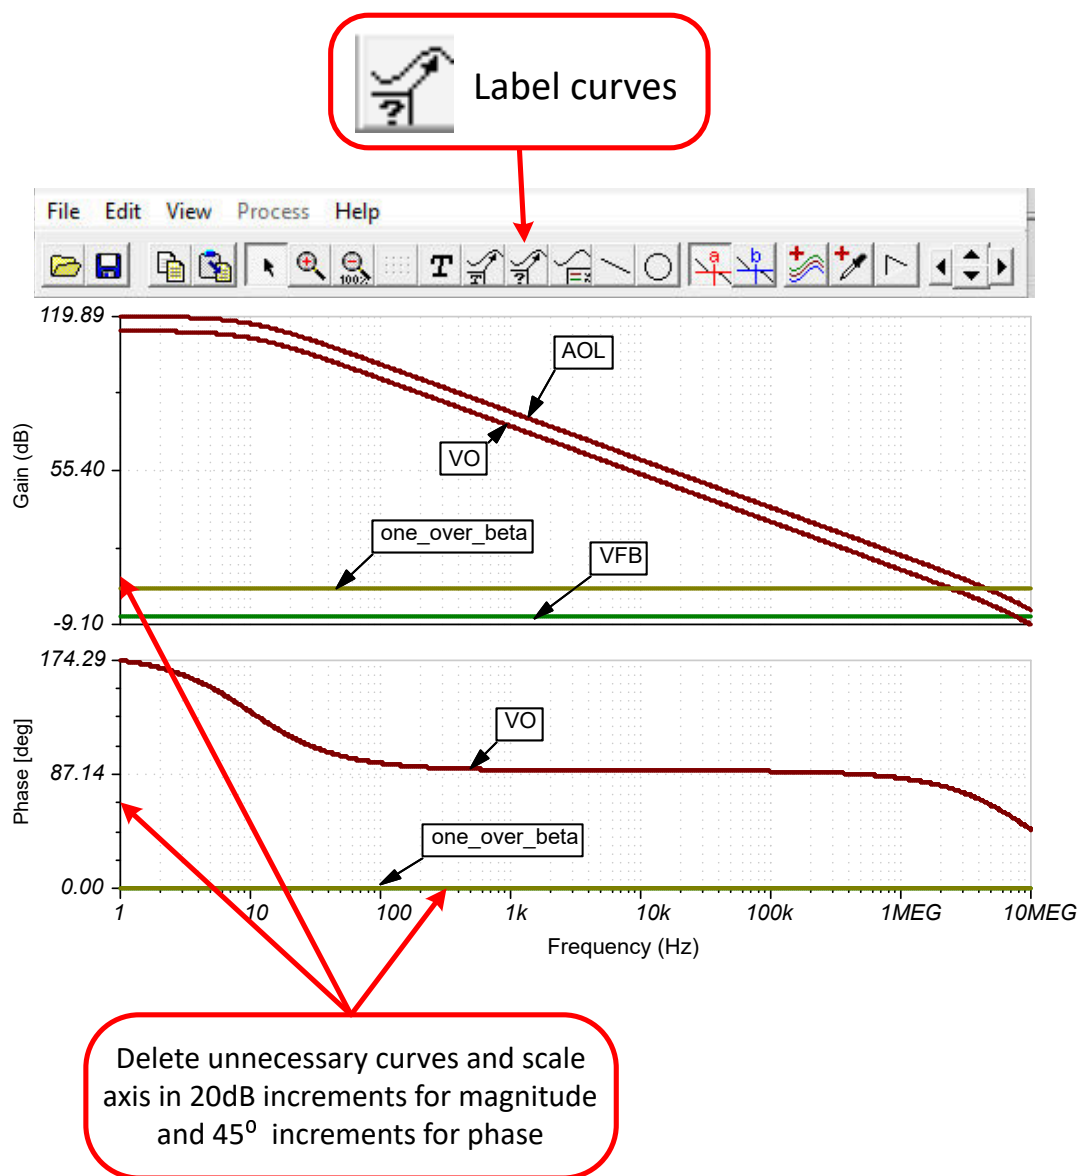 Label curves
File Edit View Process Help
T T ? 100% a b
119.89
AOL
VO
55.40
Gain (dB)
one_over_beta
VFB
-9.10
174.29
VO
87.14
Phase [deg]
one_over_beta
0.00
1 10 100 1k 10k 100k 1MEG 10MEG
Frequency (Hz)
Delete unnecessary curves and scale
axis in 20dB increments for magnitude
and 45⁰ increments for phase